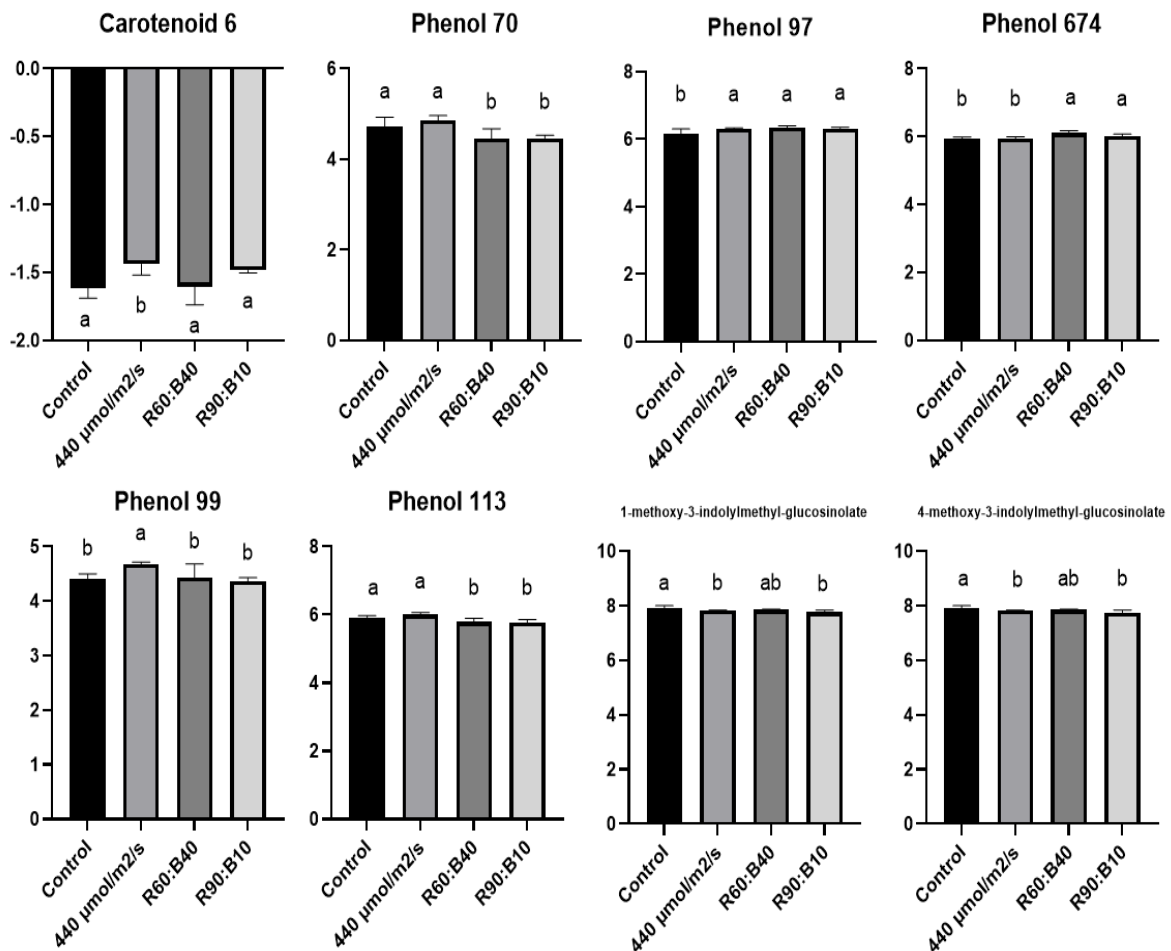 Carotenoid 6
0.0
-0.5
-1.0
-1.5
-2.0
a
b
a
a
Control
440 µmol/m2/s
R60:B40
R90:B10
Phenol 70
6
4
2
0
a
a
b
b
Control
440 µmol/m2/s
R60:B40
R90:B10
Phenol 97
8
6
4
2
0
b
a
a
a
Control
440 µmol/m2/s
R60:B40
R90:B10
Phenol 674
8
6
4
2
0
b
b
a
a
Control
440 µmol/m2/s
R60:B40
R90:B10
Phenol 99
5
4
3
2
1
0
b
a
b
b
Control
440 µmol/m2/s
R60:B40
R90:B10
Phenol 113
8
6
4
2
0
a
a
b
b
Control
440 µmol/m2/s
R60:B40
R90:B10
1-methoxy-3-indolylmethyl-glucosinolate
10
8
6
4
2
0
a
b
ab
b
Control
440 µmol/m2/s
R60:B40
R90:B10
4-methoxy-3-indolylmethyl-glucosinolate
10
8
6
4
2
0
a
b
ab
b
Control
440 µmol/m2/s
R60:B40
R90:B10